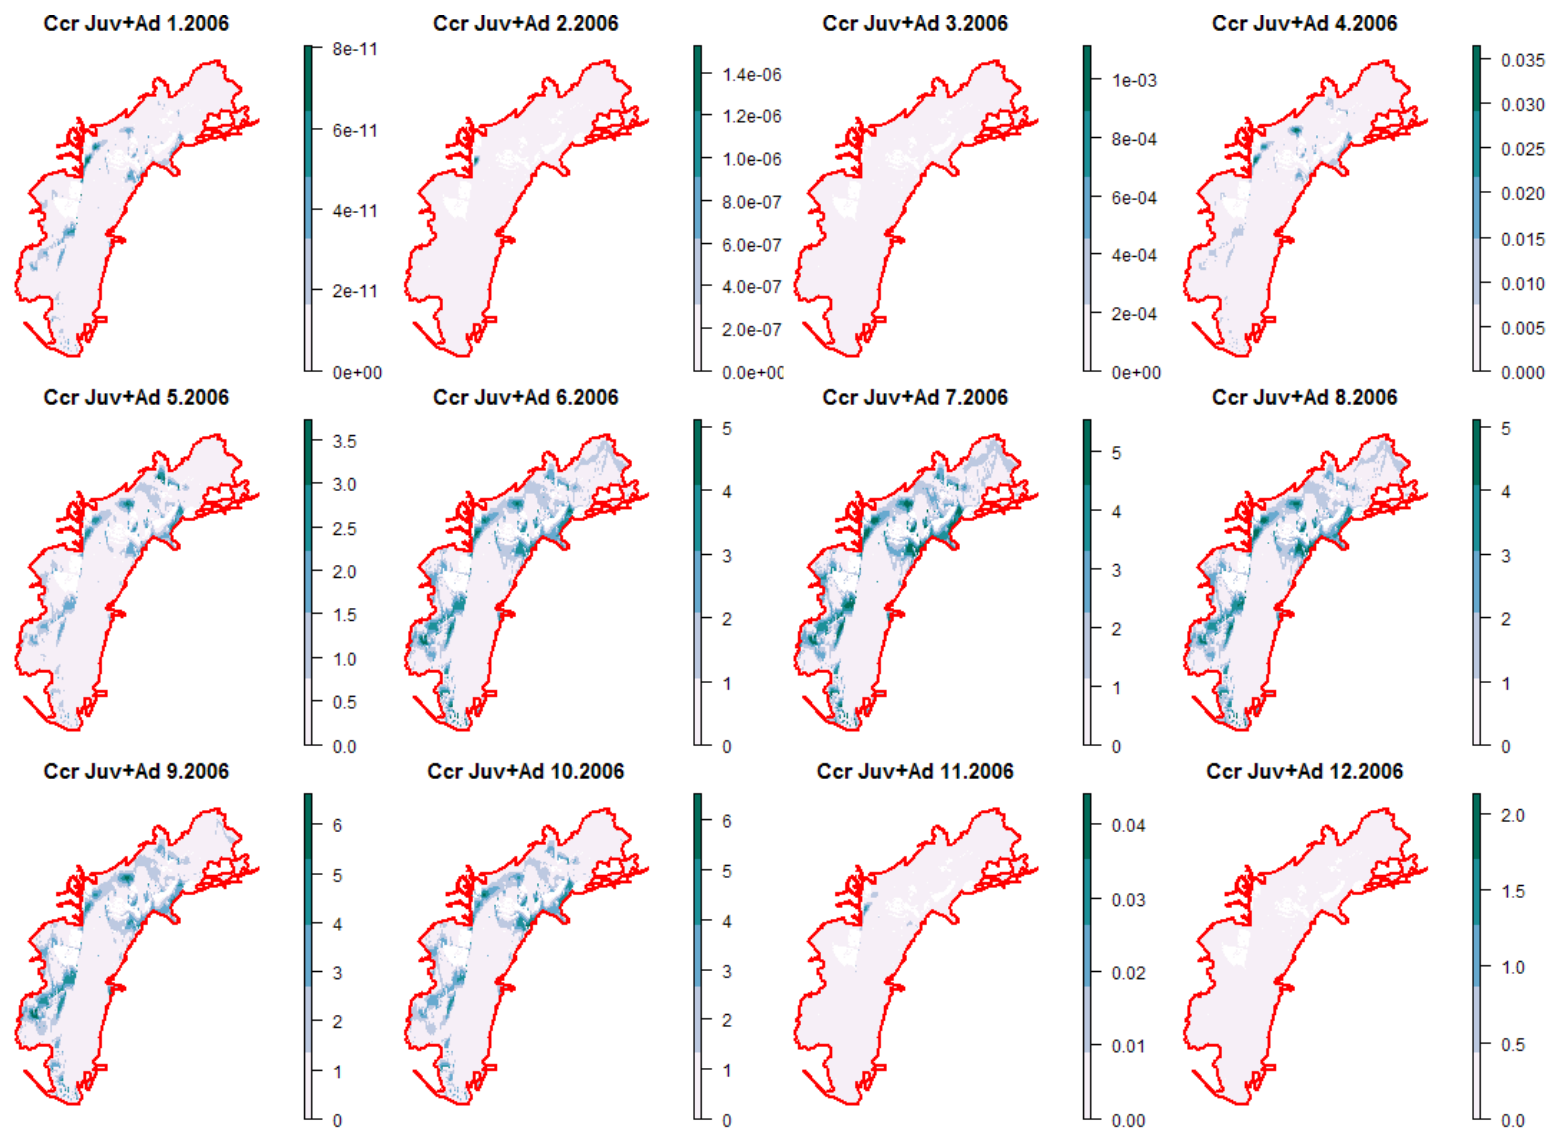 Ccr Juv+Ad 1.2006
8e-11
6e-11
4e-11
2e-11
0e+00
Ccr Juv+Ad 2.2006
1.4e-06
1.2e-06
1.0e-06
8.0e-07
6.0e-07
4.0e-07
2.0e-07
0.0e+00
Ccr Juv+Ad 3.2006
1e-03
8e-04
6e-04
4e-04
2e-04
0e+00
Ccr Juv+Ad 4.2006
0.035
0.030
0.025
0.020
0.015
0.010
0.005
0.000
Ccr Juv+Ad 5.2006
3.5
3.0
2.5
2.0
1.5
1.0
0.5
0.0
Ccr Juv+Ad 6.2006
5
4
3
2
1
0
Ccr Juv+Ad 7.2006
5
4
3
2
1
0
Ccr Juv+Ad 8.2006
5
4
3
2
1
0
Ccr Juv+Ad 9.2006
6
5
4
3
2
1
0
Ccr Juv+Ad 10.2006
6
5
4
3
2
1
0
Ccr Juv+Ad 11.2006
0.04
0.03
0.02
0.01
0.00
Ccr Juv+Ad 12.2006
2.0
1.5
1.0
0.5
0.0